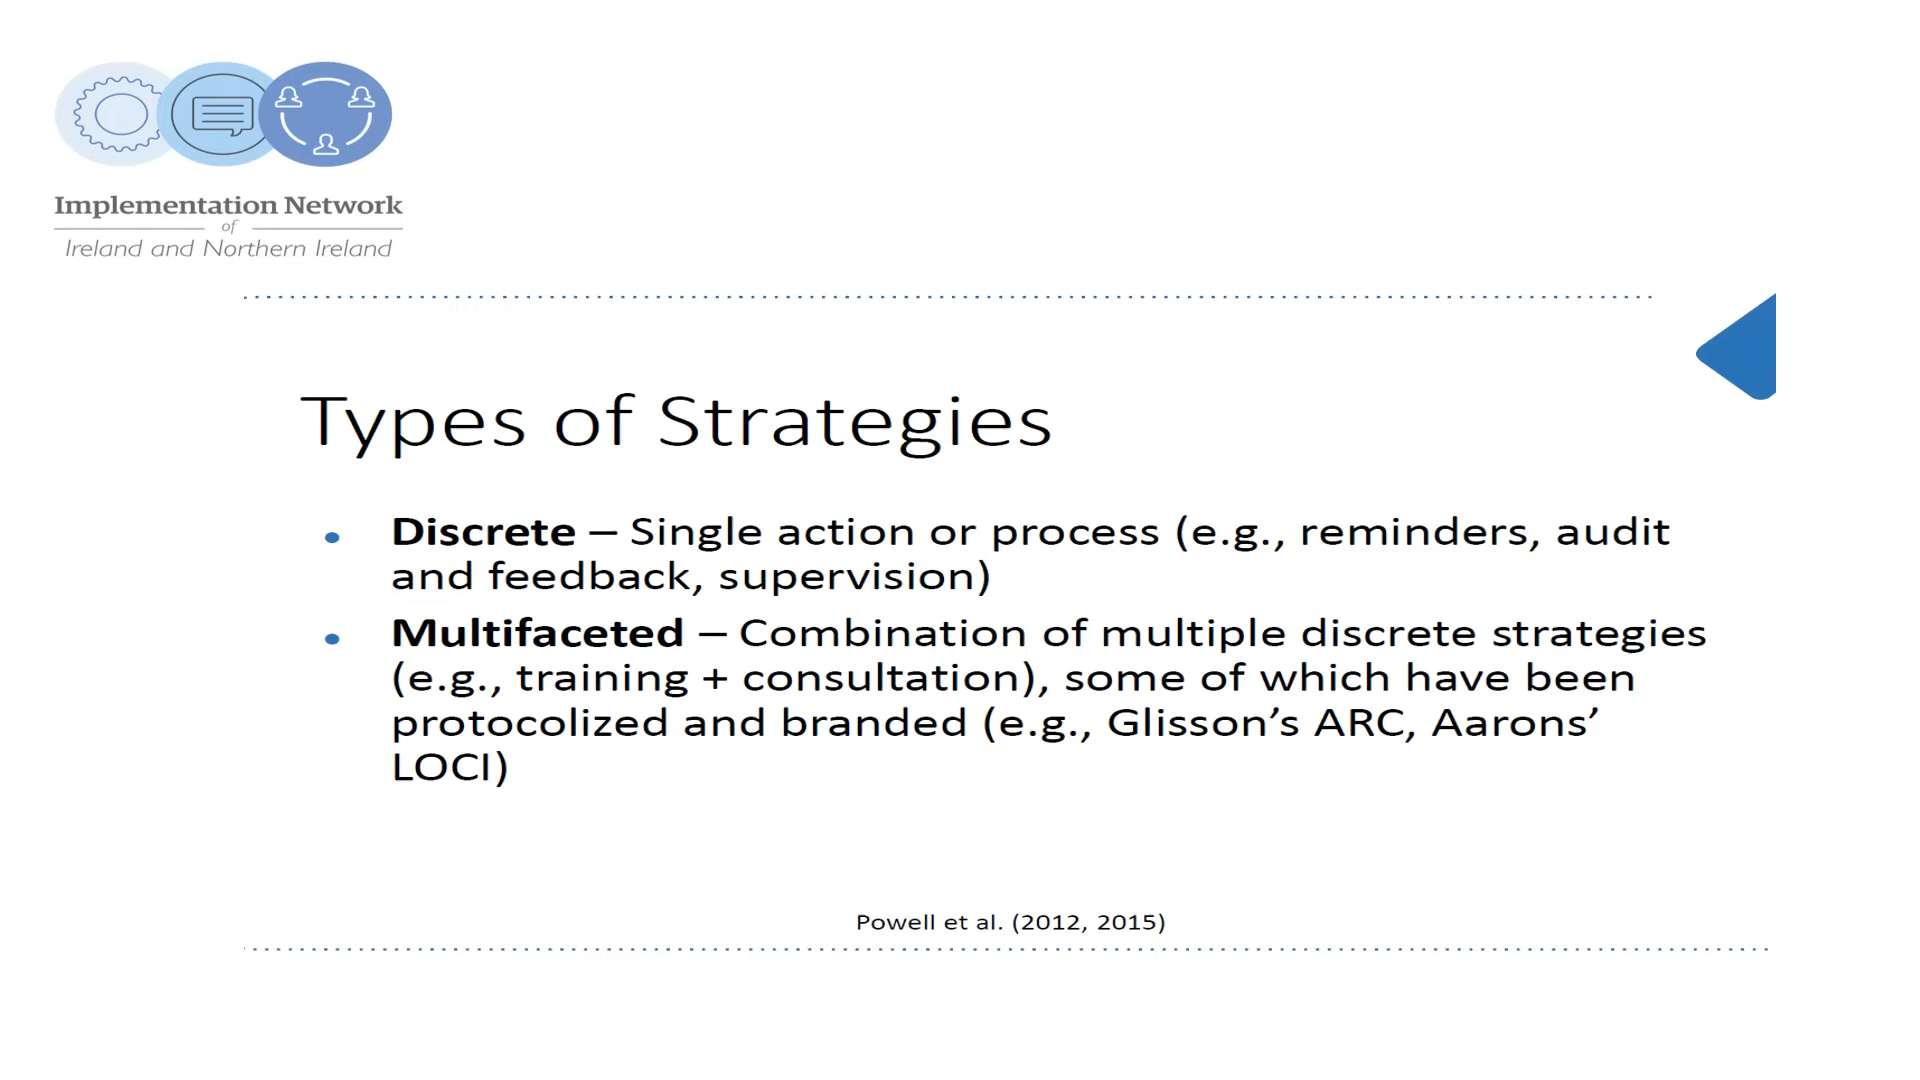 Implementation Network
of
Ireland and Northern Ireland
Types of Strategies
• Discrete – Single action or process (e.g., reminders, audit
and feedback, supervision)
• Multifaceted – Combination of multiple discrete strategies
(e.g., training + consultation), some of which have been
protocolized and branded (e.g., Glisson’s ARC, Aarons’
LOCI)
Powell et al. (2012, 2015)